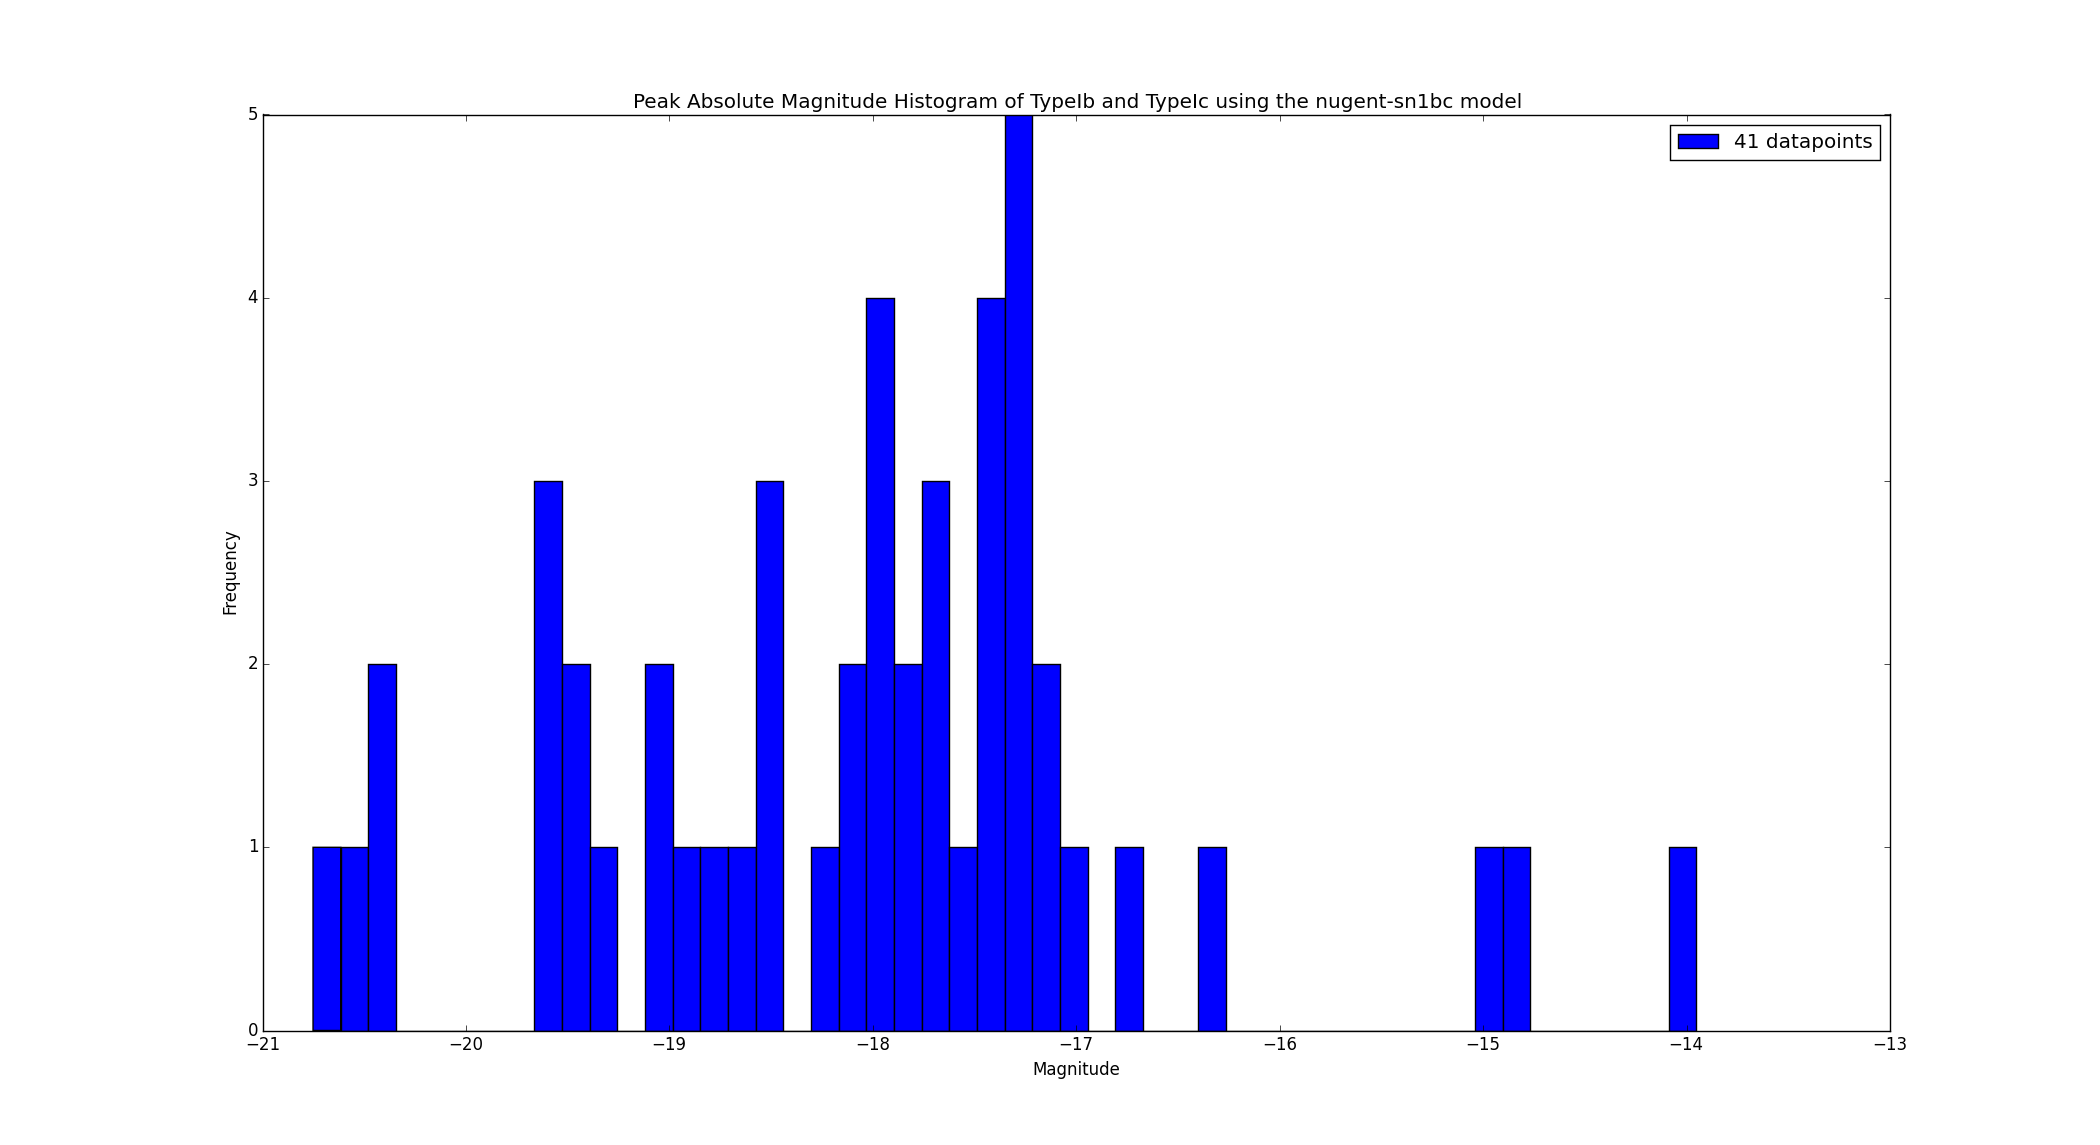 Peak Absolute Magnitude Histogram of TypeIb and TypeIc using the nugent-sn1bc model
5
41 datapoints
4
3
Frequency
2
1
0
−21 −20 −19 −18 −17 −16 −15 −14 −13
Magnitude